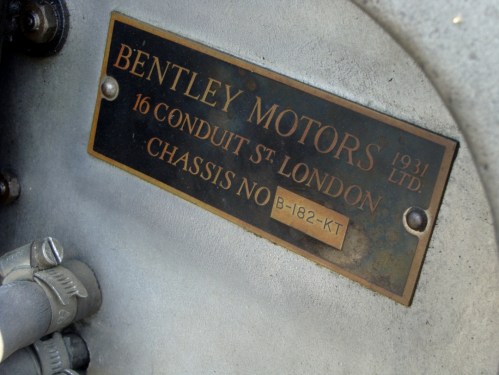 BENTLEY MOTORS 1931 LTD.
16 CONDUIT ST. LONDON
CHASSIS NO B-182-KT